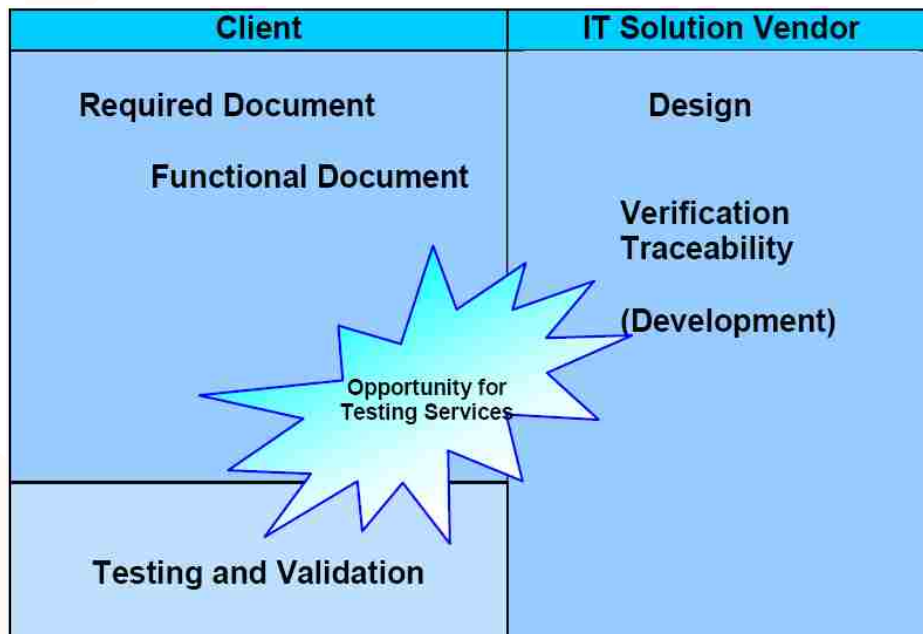 Client
IT Solution Vendor
Required Document
Functional Document
Design
Verification
Traceability
(Development)
Opportunity for
Testing Services
Testing and Validation